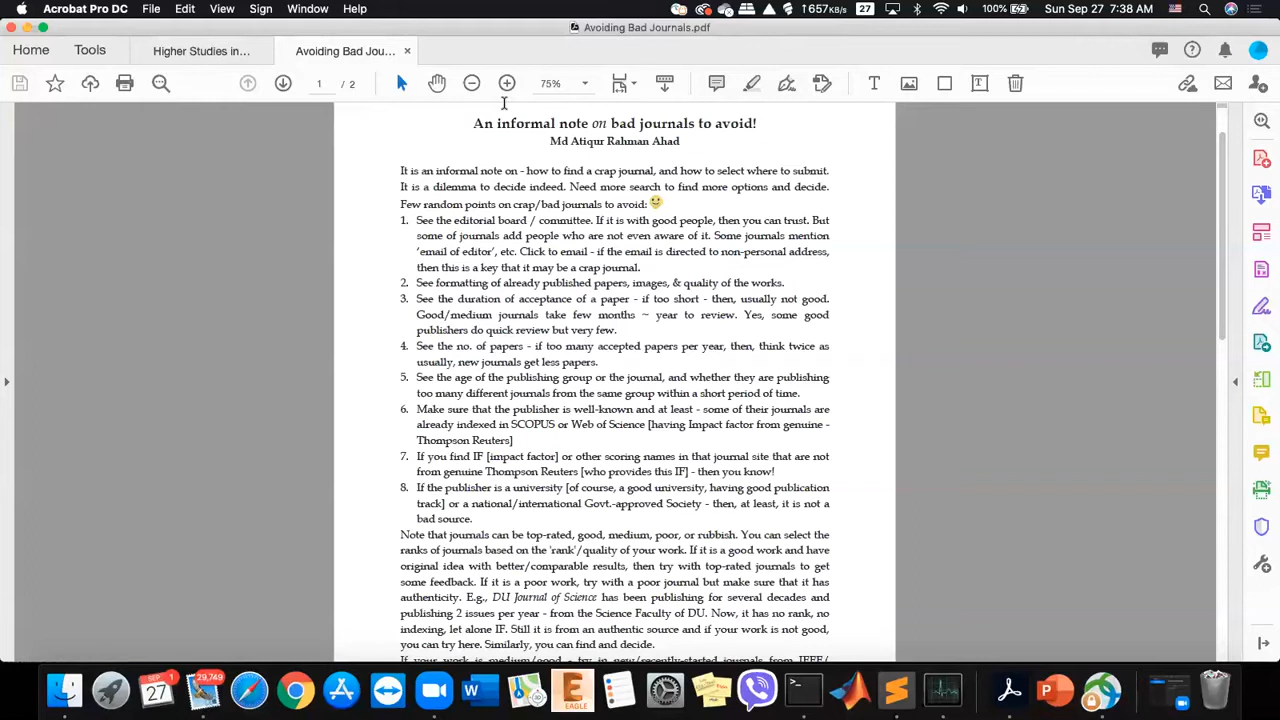 Acrobat Pro DC File Edit View Sign Window Help 1 657KB/s 27 100% Sun Sep 27 7:38 AM
Avoiding Bad Journals.pdf
Home Tools Higher Studies in... Avoiding Bad Jou... ×
1 / 2 75%
An informal note on bad journals to avoid!
Md Atiqur Rahman Ahad
It is an informal note on - how to find a crap journal, and how to select where to submit.
It is a dilemma to decide indeed. Need more search to find more options and decide.
Few random points on crap/bad journals to avoid:
1. See the editorial board / committee. If it is with good people, then you can trust. But
some of journals add people who are not even aware of it. Some journals mention
‘email of editor’, etc. Click to email - if the email is directed to non-personal address,
then this is a key that it may be a crap journal.
2. See formatting of already published papers, images, & quality of the works.
3. See the duration of acceptance of a paper - if too short - then, usually not good.
Good/medium journals take few months ~ year to review. Yes, some good
publishers do quick review but very few.
4. See the no. of papers - if too many accepted papers per year, then, think twice as
usually, new journals get less papers.
5. See the age of the publishing group or the journal, and whether they are publishing
too many different journals from the same group within a short period of time.
6. Make sure that the publisher is well-known and at least - some of their journals are
already indexed in SCOPUS or Web of Science [having Impact factor from genuine -
Thompson Reuters]
7. If you find IF [impact factor] or other scoring names in that journal site that are not
from genuine Thompson Reuters [who provides this IF] - then you know!
8. If the publisher is a university [of course, a good university, having good publication
track] or a national/international Govt.-approved Society - then, at least, it is not a
bad source.
Note that journals can be top-rated, good, medium, poor, or rubbish. You can select the
ranks of journals based on the 'rank'/quality of your work. If it is a good work and have
original idea with better/comparable results, then try with top-rated journals to get
some feedback. If it is a poor work, try with a poor journal but make sure that it has
authenticity. E.g., DU Journal of Science has been publishing for several decades and
publishing 2 issues per year - from the Science Faculty of DU. Now, it has no rank, no
indexing, let alone IF. Still it is from an authentic source and if your work is not good,
you can try here. Similarly, you can find and decide.
If your work is medium/good - try in new/recently-started journals from IEEE/
SEP 27 1 29,749 EAGLE